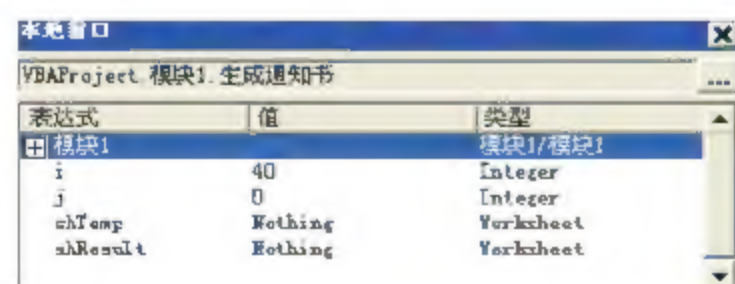 本地窗口
VBAProject.模块1.生成通知书 ...
表达式 值 类型
模块1 模块1/模块1
i 40 Integer
j 0 Integer
shTemp Nothing Worksheet
shResult Nothing Worksheet